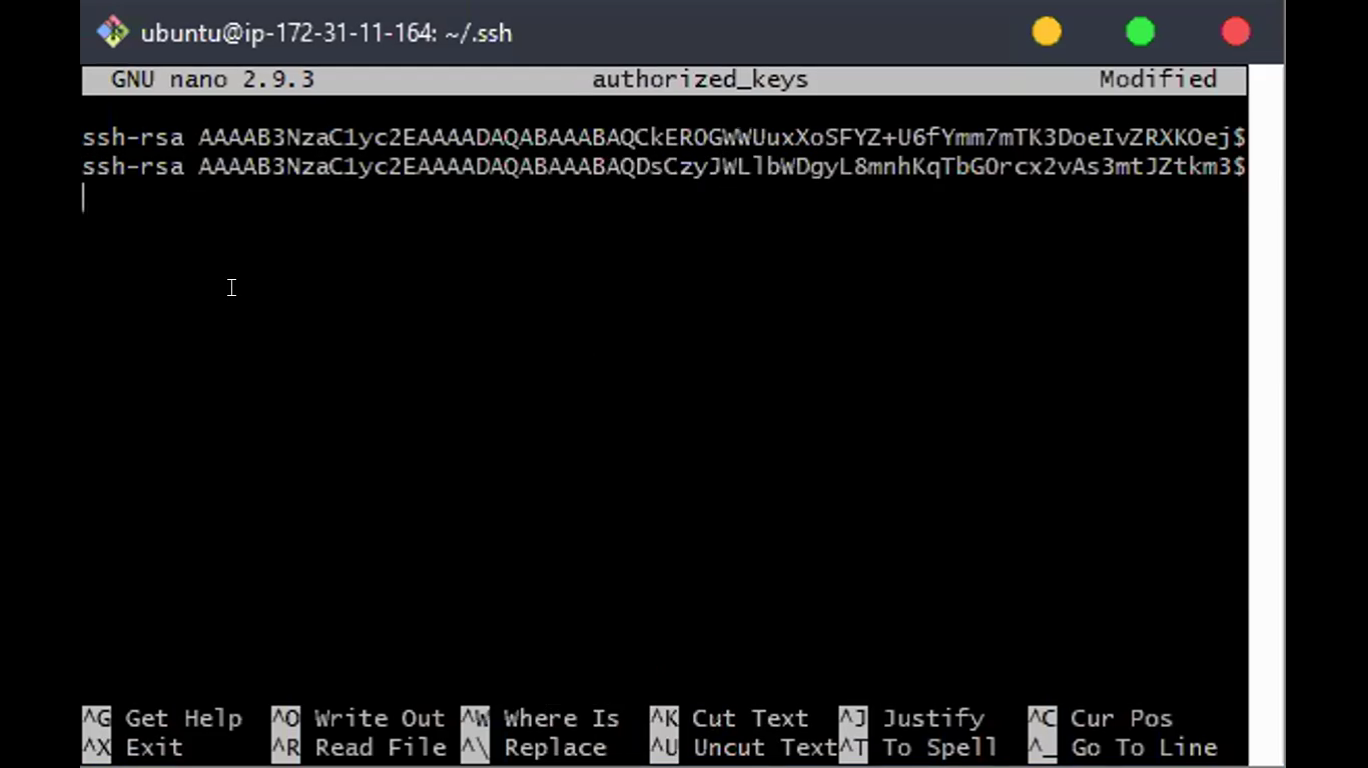 ubuntu@ip-172-31-11-164: ~/.ssh
GNU nano 2.9.3 authorized_keys Modified
ssh-rsa AAAAB3NzaC1yc2EAAAADAQABAAABAQCkEROGWWUuxXoSFYZ+U6fYmm7mTK3DoeIvZRXKOej$
ssh-rsa AAAAB3NzaC1yc2EAAAADAQABAAABAQDsCzyJWLlbWDgyL8mnhKqTbGOrcx2vAs3mtJZtkm3$
^G Get Help ^O Write Out ^W Where Is ^K Cut Text ^J Justify ^C Cur Pos
^X Exit ^R Read File ^\ Replace ^U Uncut Text ^T To Spell ^_ Go To Line